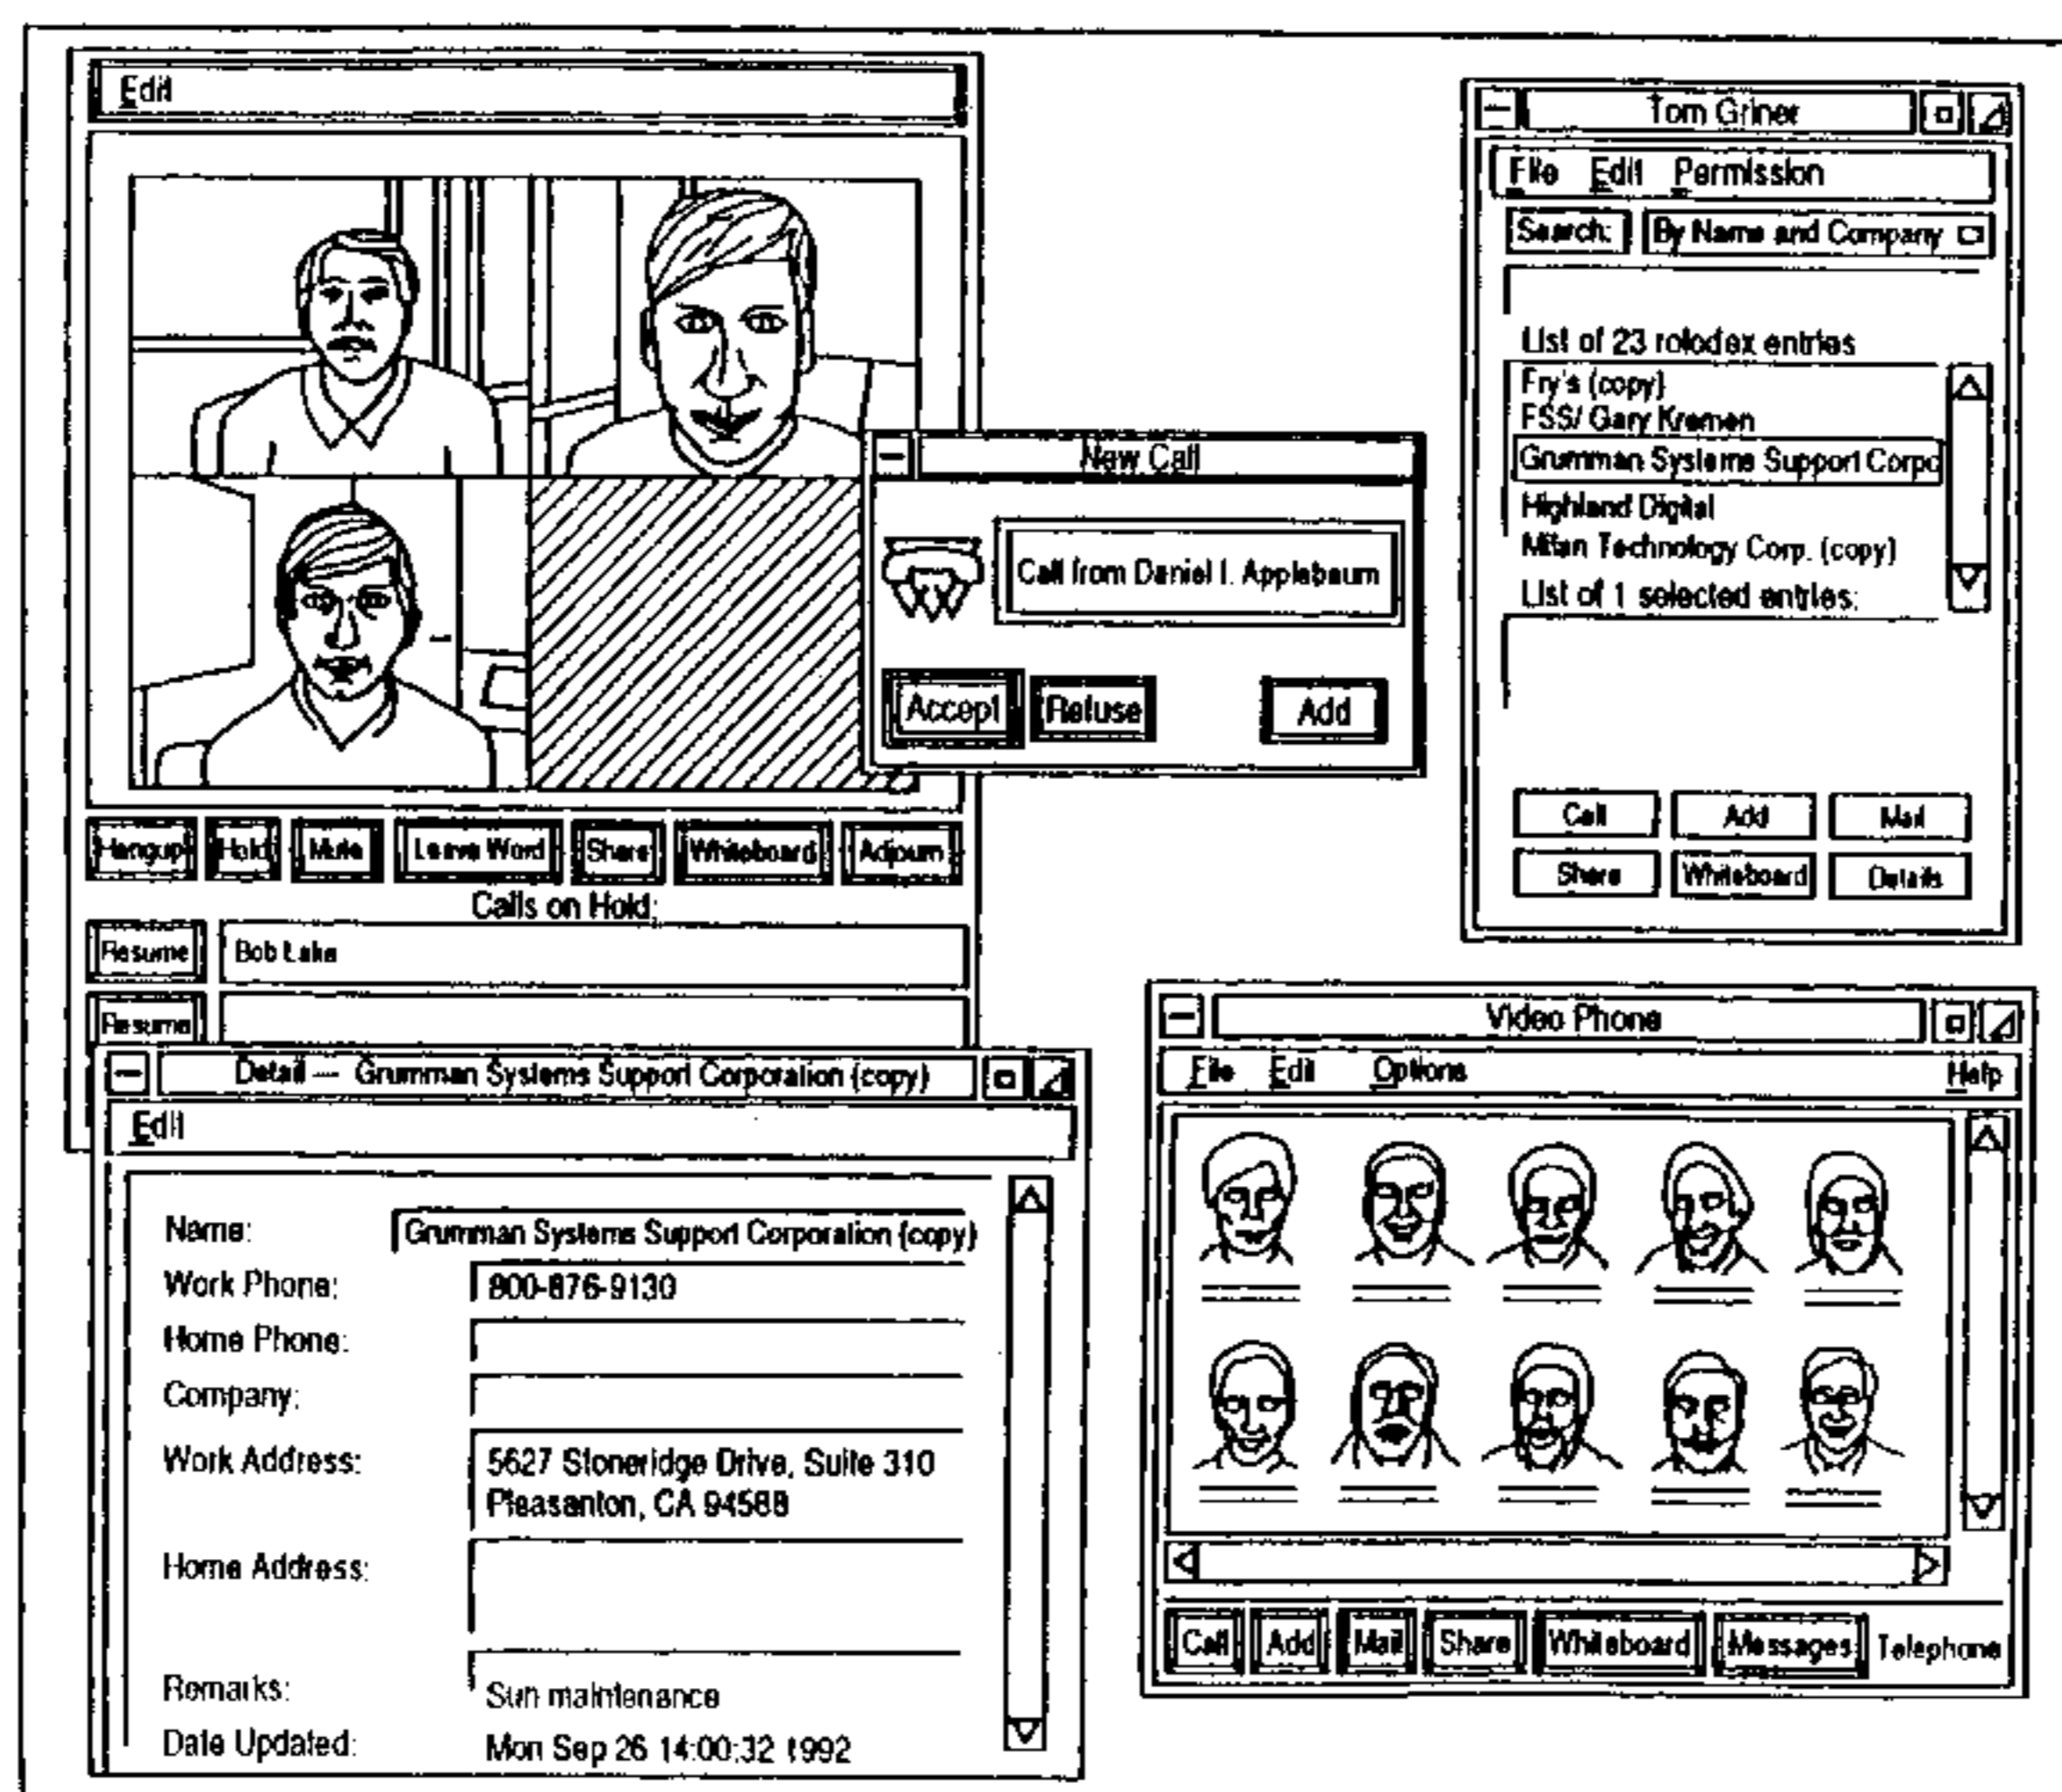 Edit
Hangup Hold Mute Leave Word Share Whiteboard Adjourn
Calls on Hold:
Resume Bob Lake
Resume
New Call
Call from Daniel I. Applebaum
Accept Refuse Add
Tom Griner
File Edit Permission
Search: By Name and Company
List of 23 rolodex entries
Fry's (copy)
FSS/ Gary Kremen
Grumman Systems Support Corpo
Highland Digital
Milan Technology Corp. (copy)
List of 1 selected entries:
Call Add Mail
Share Whiteboard Details
Detail — Grumman Systems Support Corporation (copy)
Edit
Name: Grumman Systems Support Corporation (copy)
Work Phone: 800-876-9130
Home Phone:
Company:
Work Address: 5627 Stoneridge Drive, Suite 310
Pleasanton, CA 94588
Home Address:
Remarks: Sun maintenance
Date Updated: Mon Sep 26 14:00:32 1992
Video Phone
File Edit Options Help
Call Add Mail Share Whiteboard Messages Telephone